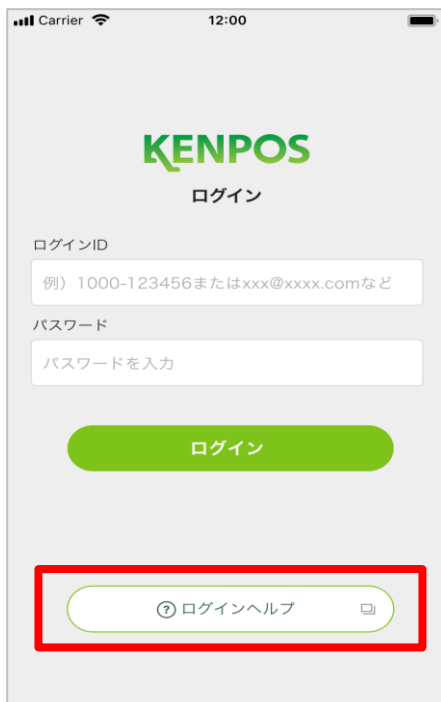 Carrier 12:00
KENPOS
ログイン
ログインID
例）1000-123456またはxxx@xxxx.comなど
パスワード
パスワードを入力
ログイン
? ログインヘルプ